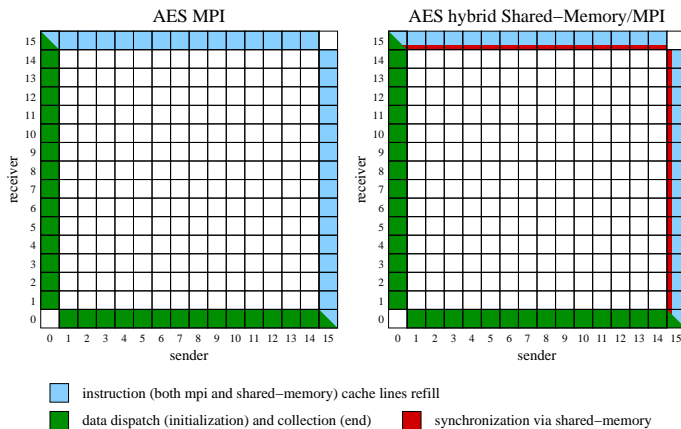 AES MPI
15
14
13
12
11
10
9
8
7
6
5
4
3
2
1
0
receiver
0 1 2 3 4 5 6 7 8 9 10 11 12 13 14 15
sender
AES hybrid Shared−Memory/MPI
15
14
13
12
11
10
9
8
7
6
5
4
3
2
1
0
receiver
0 1 2 3 4 5 6 7 8 9 10 11 12 13 14 15
sender
instruction (both mpi and shared−memory) cache lines refill
data dispatch (initialization) and collection (end)
synchronization via shared−memory